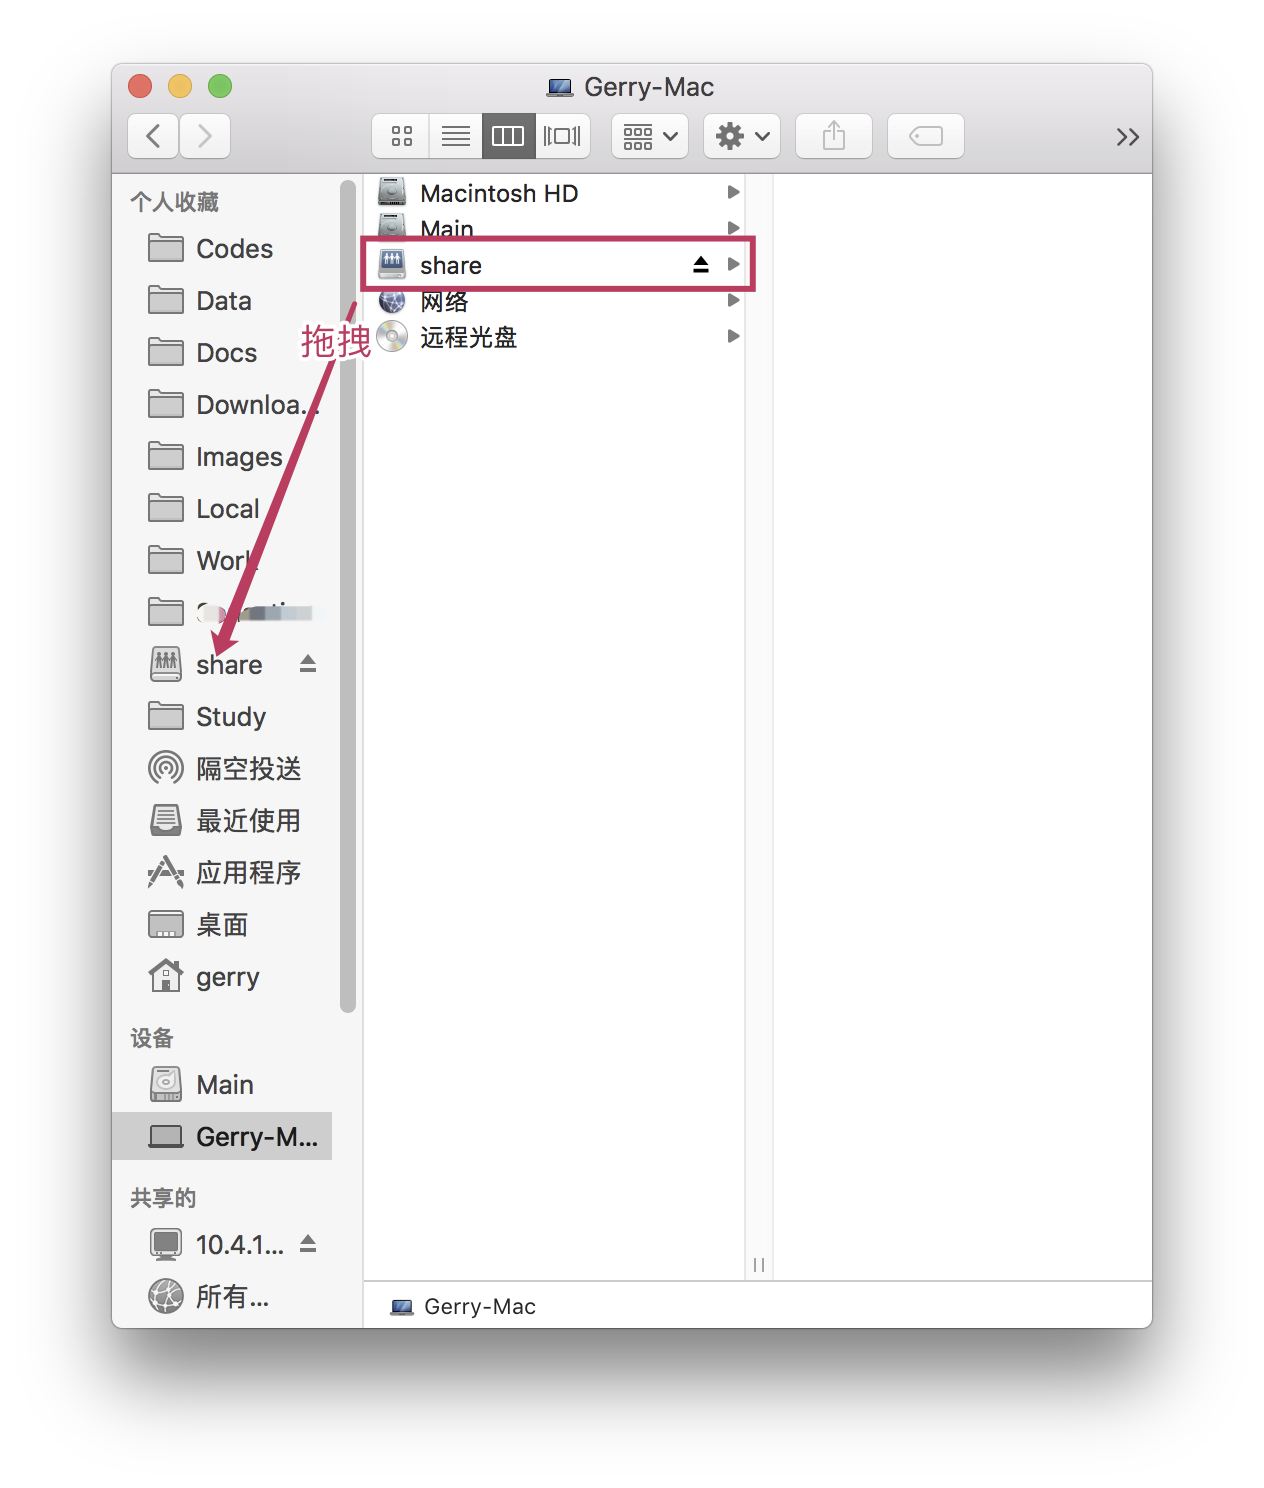 Gerry-Mac
个人收藏
Codes
Data
Docs
Downloa...
Images
Local
Work
share
Study
隔空投送
最近使用
应用程序
桌面
gerry
设备
Main
Gerry-M...
共享的
10.4.1...
所有...
Macintosh HD
Main
share
网络
远程光盘
拖拽
Gerry-Mac